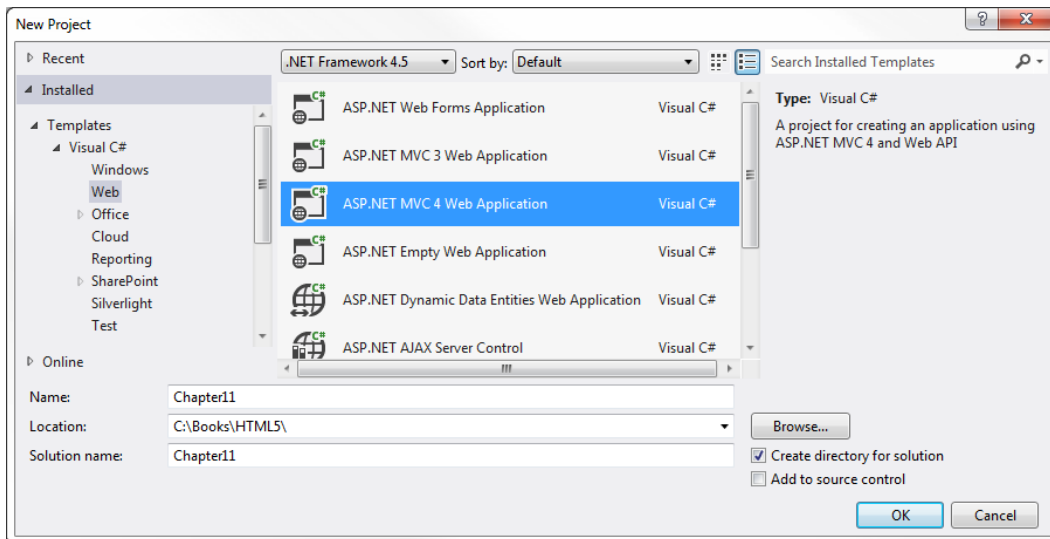 New Project
Recent
.NET Framework 4.5
Sort by: Default
Search Installed Templates
Installed
Templates
Visual C#
Windows
Web
Office
Cloud
Reporting
SharePoint
Silverlight
Test
Online
C# ASP.NET Web Forms Application Visual C#
C# ASP.NET MVC 3 Web Application Visual C#
C# ASP.NET MVC 4 Web Application Visual C#
C# ASP.NET Empty Web Application Visual C#
C# ASP.NET Dynamic Data Entities Web Application Visual C#
C# ASP.NET AJAX Server Control Visual C#
Type: Visual C#
A project for creating an application using
ASP.NET MVC 4 and Web API
Name: Chapter11
Location: C:\Books\HTML5\
Browse...
Solution name: Chapter11
Create directory for solution
Add to source control
OK
Cancel